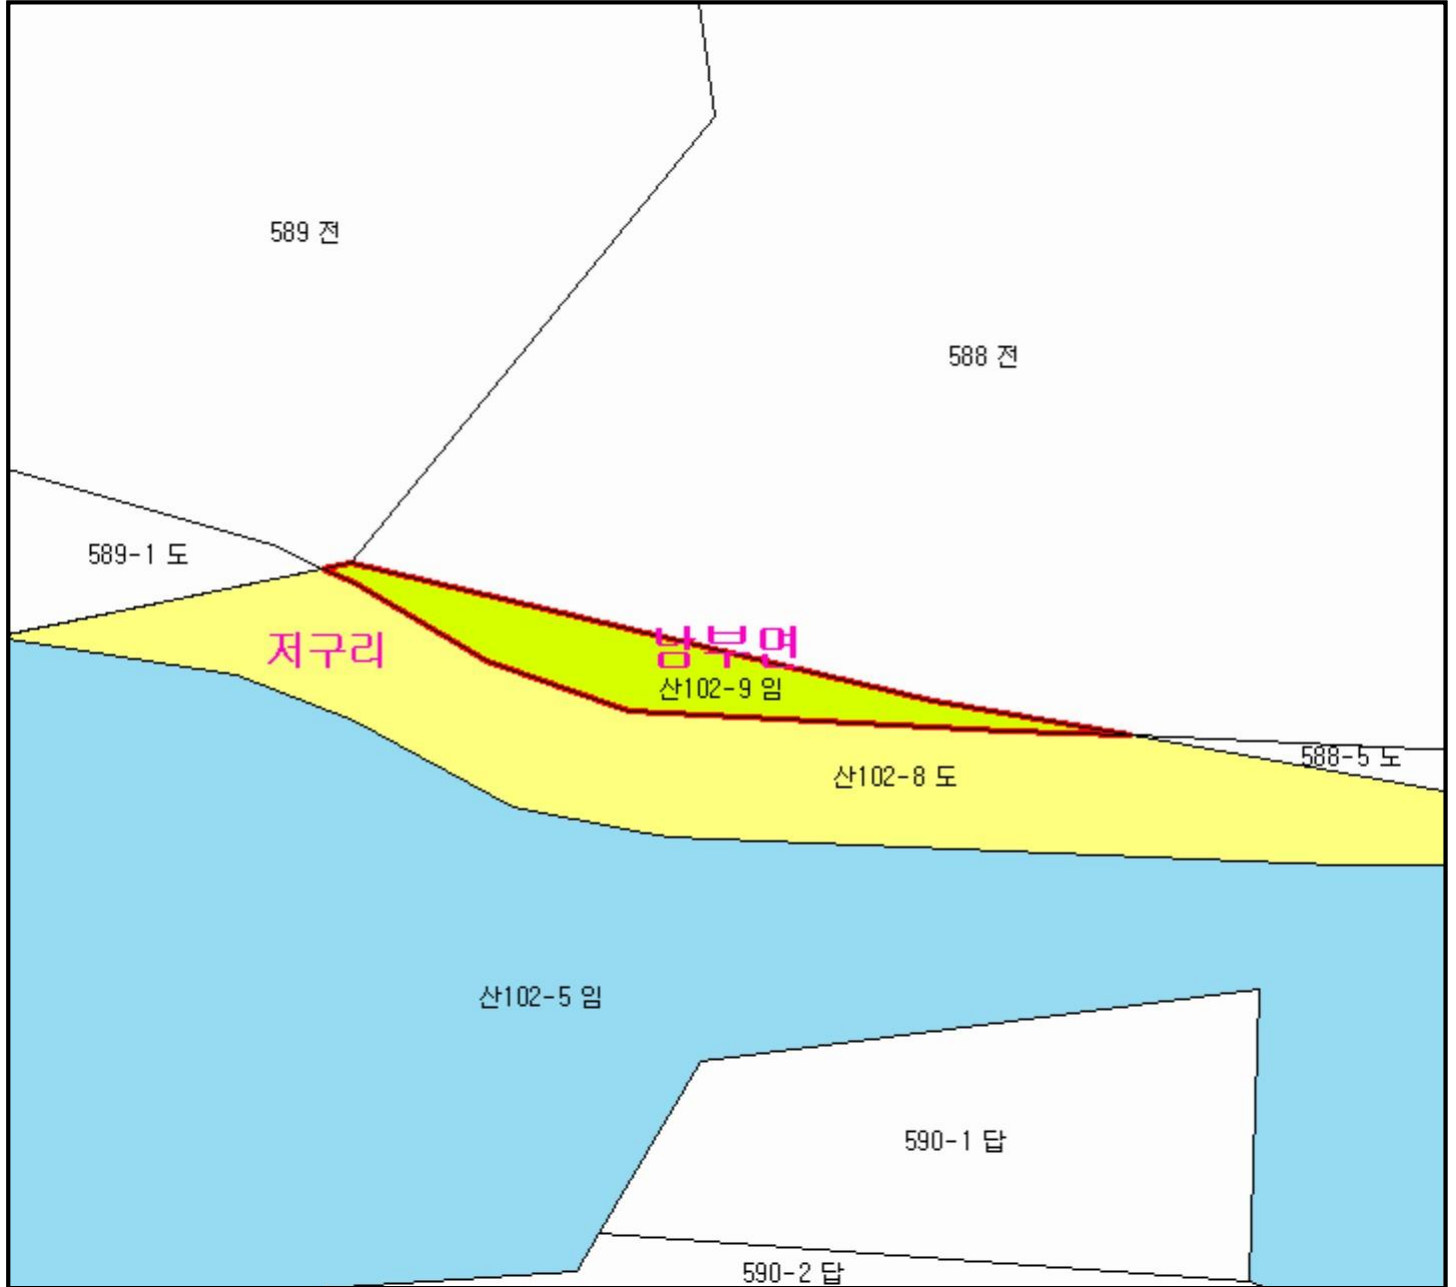 589 전
588 전
589-1 도
저구리
남부면
산102-9 임
588-5 도
산102-8 도
산102-5 임
590-1 답
590-2 답